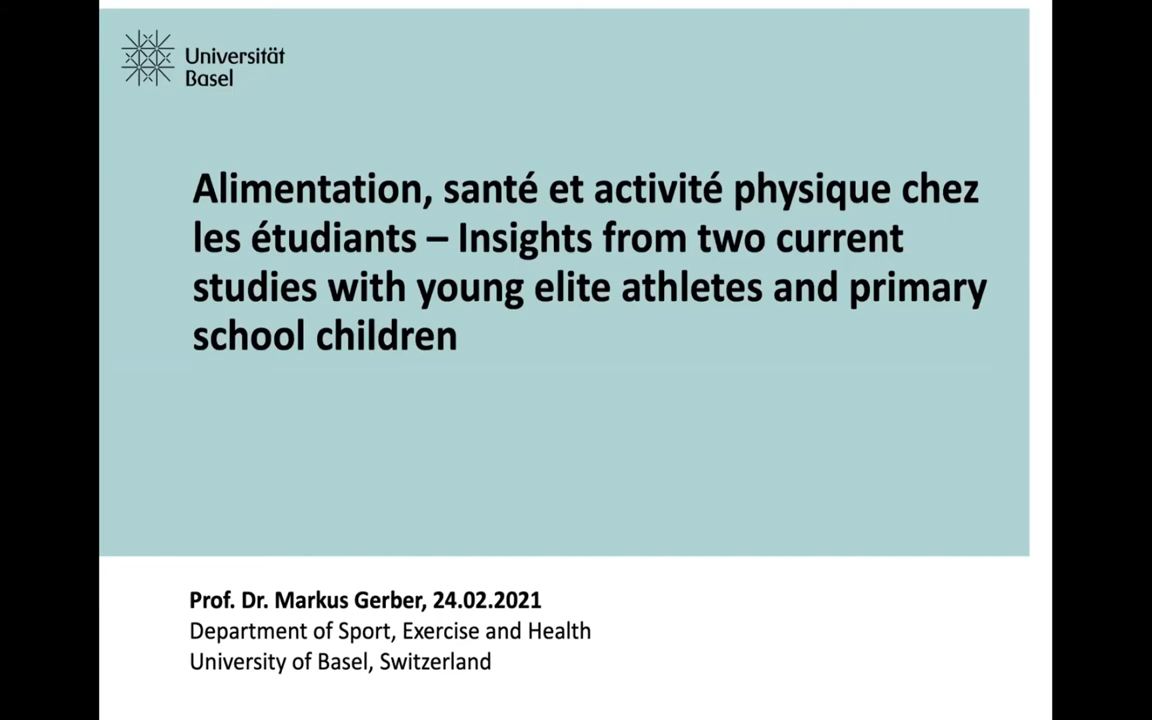 Universität
Basel
Alimentation, santé et activité physique chez
les étudiants – Insights from two current
studies with young elite athletes and primary
school children
Prof. Dr. Markus Gerber, 24.02.2021
Department of Sport, Exercise and Health
University of Basel, Switzerland